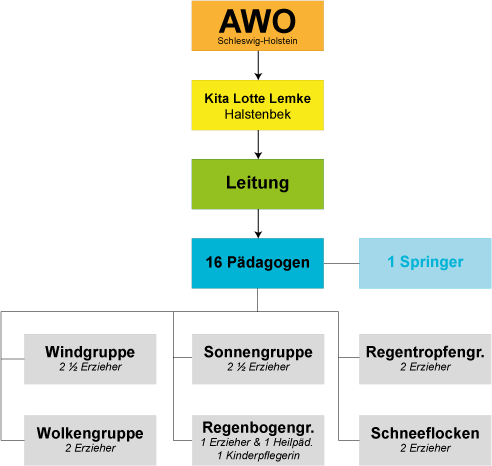 AWO
Schleswig-Holstein
Kita Lotte Lemke
Halstenbek
Leitung
16 Pädagogen
1 Springer
Windgruppe
2 ½ Erzieher
Sonnengruppe
2 ½ Erzieher
Regentropfengr.
2 Erzieher
Wolkengruppe
2 Erzieher
Regenbogengr.
1 Erzieher & 1 Heilpäd.
1 Kinderpflegerin
Schneeflocken
2 Erzieher